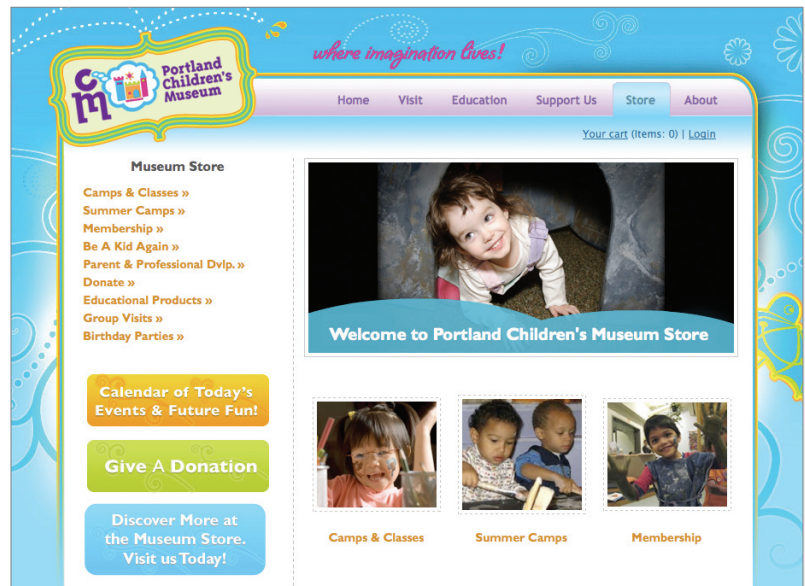 where imagination lives!
cm
Portland
Children's
Museum
Home Visit Education Support Us Store About
Your cart (Items: 0) | Login
Museum Store
Camps & Classes »
Summer Camps »
Membership »
Be A Kid Again »
Parent & Professional Dvlp. »
Donate »
Educational Products »
Group Visits »
Birthday Parties »
Calendar of Today's
Events & Future Fun!
Give A Donation
Discover More at
the Museum Store.
Visit us Today!
Welcome to Portland Children's Museum Store
Camps & Classes
Summer Camps
Membership